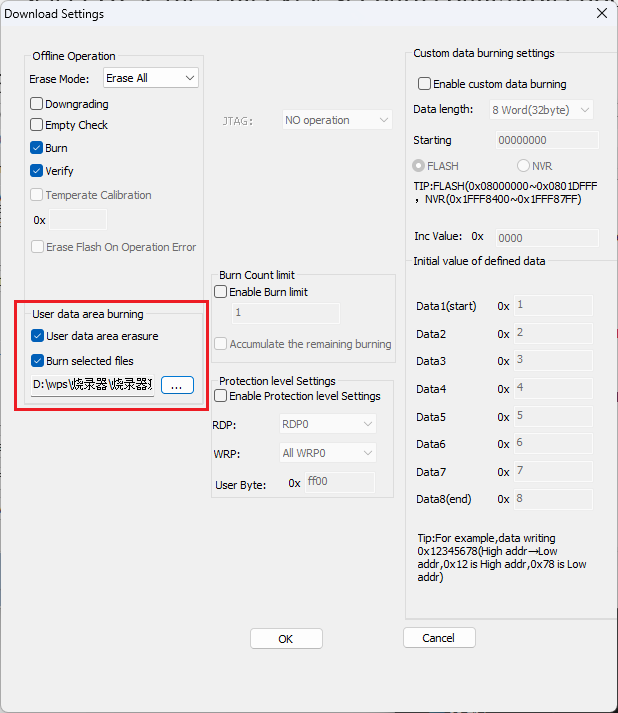 Download Settings
Offline Operation
Erase Mode: Erase All
Downgrading
Empty Check
Burn
Verify
Temperate Calibration
0x
Erase Flash On Operation Error
User data area burning
User data area erasure
Burn selected files
D:\wps\烧录器\烧录器
...
JTAG: NO operation
Burn Count limit
Enable Burn limit
1
Accumulate the remaining burning
Protection level Settings
Enable Protection level Settings
RDP: RDP0
WRP: All WRP0
User Byte: 0x ff00
Custom data burning settings
Enable custom data burning
Data length: 8 Word(32byte)
Starting 00000000
FLASH NVR
TIP:FLASH(0x08000000~0x0801DFFF
, NVR(0x1FFF8400~0x1FFF87FF)
Inc Value: 0x 0000
Initial value of defined data
Data1(start) 0x 1
Data2 0x 2
Data3 0x 3
Data4 0x 4
Data5 0x 5
Data6 0x 6
Data7 0x 7
Data8(end) 0x 8
Tip:For example,data writing
0x12345678(High addr→Low
addr,0x12 is High addr,0x78 is Low
addr)
OK
Cancel